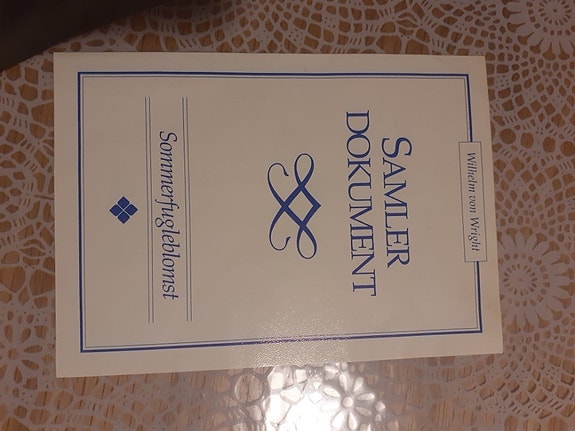 Wilhelm von Wright
SAMLER
DOKUMENT
Sommerfugleblomst